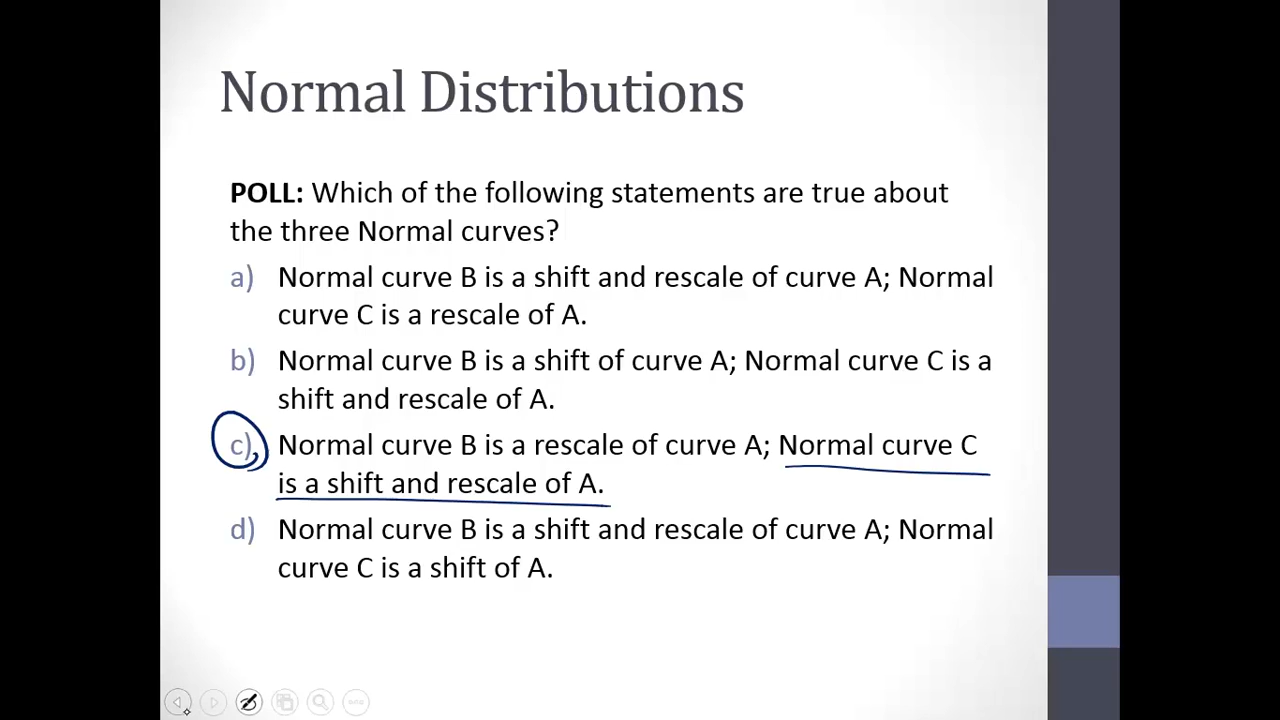 Normal Distributions
POLL: Which of the following statements are true about
the three Normal curves?
a) Normal curve B is a shift and rescale of curve A; Normal
curve C is a rescale of A.
b) Normal curve B is a shift of curve A; Normal curve C is a
shift and rescale of A.
c) Normal curve B is a rescale of curve A; Normal curve C
is a shift and rescale of A.
d) Normal curve B is a shift and rescale of curve A; Normal
curve C is a shift of A.